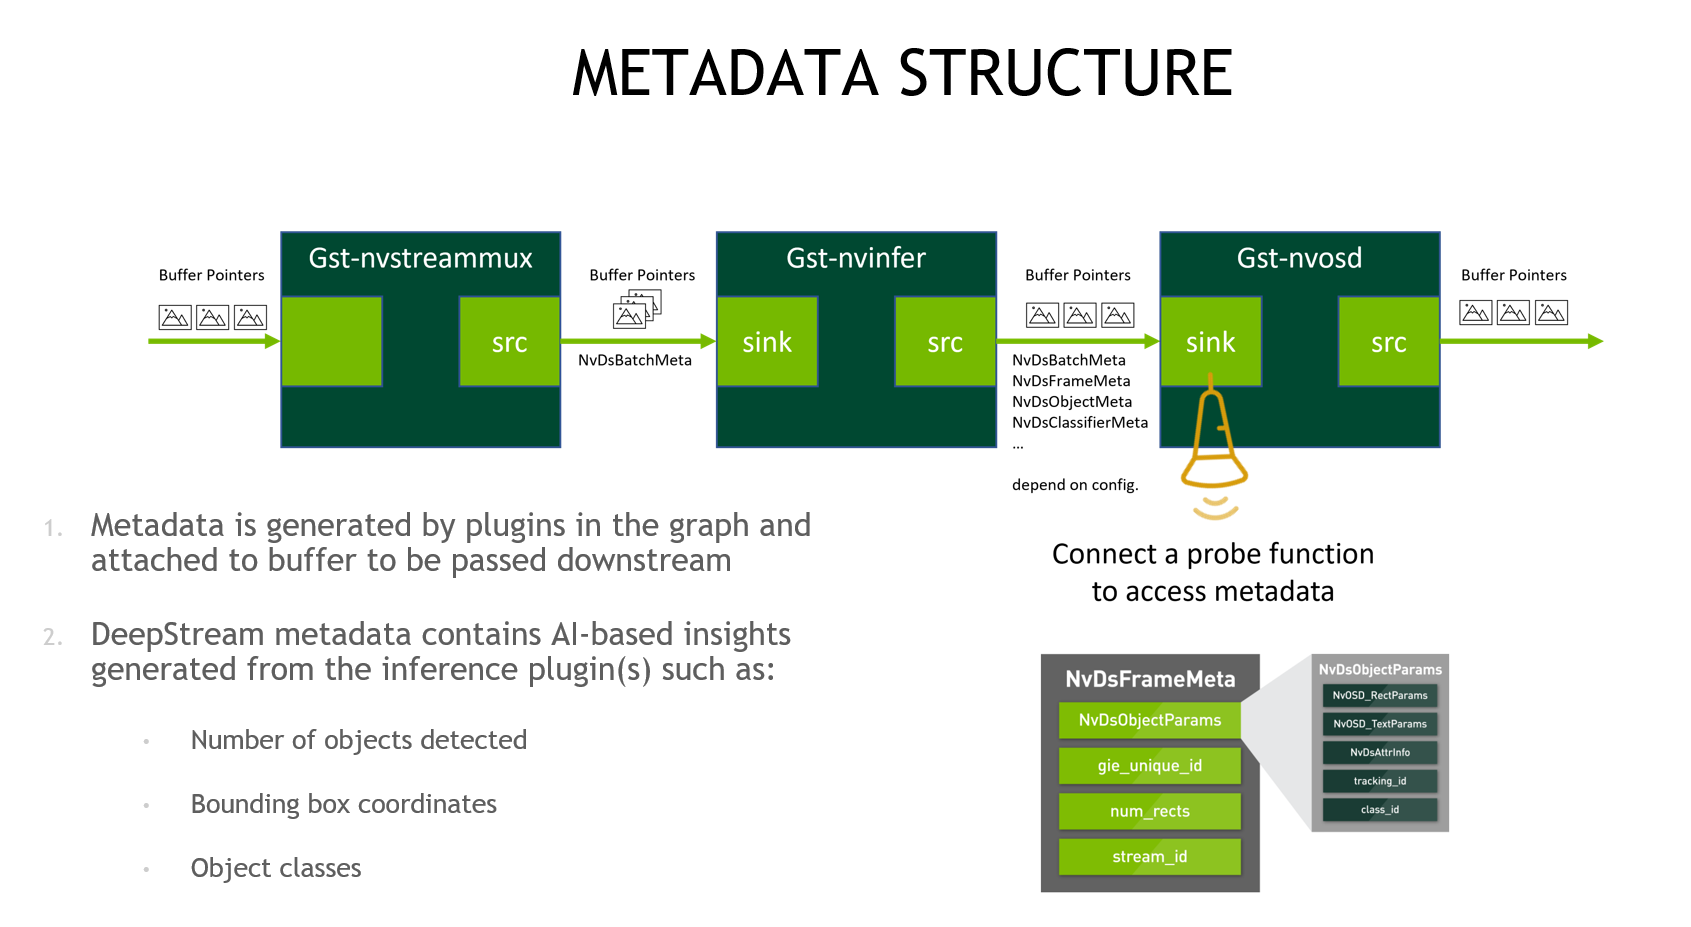 METADATA STRUCTURE
Buffer Pointers
Gst-nvstreammux
src
Buffer Pointers
NvDsBatchMeta
Gst-nvinfer
sink
src
Buffer Pointers
NvDsBatchMeta
NvDsFrameMeta
NvDsObjectMeta
NvDsClassifierMeta
...
depend on config.
Gst-nvosd
sink
src
Buffer Pointers
1. Metadata is generated by plugins in the graph and
attached to buffer to be passed downstream
2. DeepStream metadata contains AI-based insights
generated from the inference plugin(s) such as:
• Number of objects detected
• Bounding box coordinates
• Object classes
Connect a probe function
to access metadata
NvDsFrameMeta
NvDsObjectParams
gie_unique_id
num_rects
stream_id
NvDsObjectParams
NvOSD_RectParams
NvOSD_TextParams
NvDsAttrInfo
tracking_id
class_id